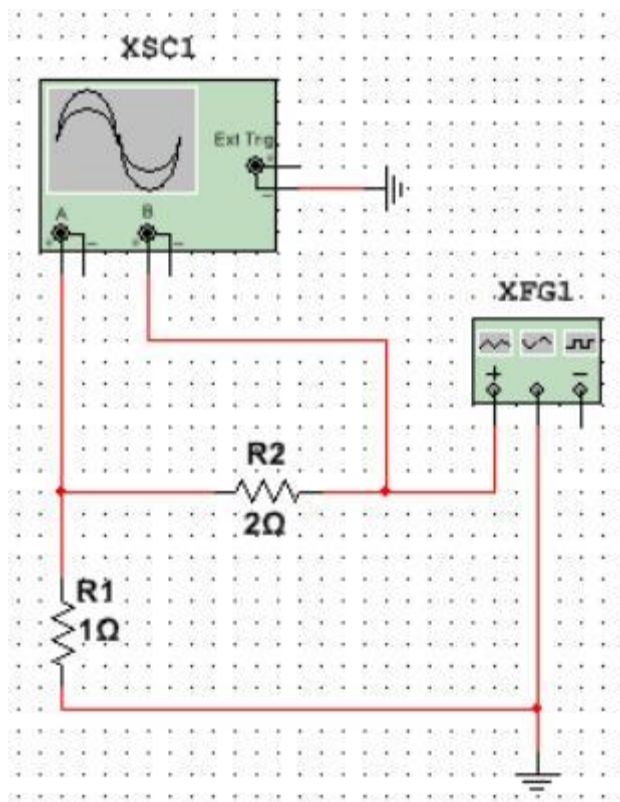 XSC1
Ext Trig
+
-
A
B
+
-
+
-
XFG1
+
-
R2
2Ω
R1
1Ω